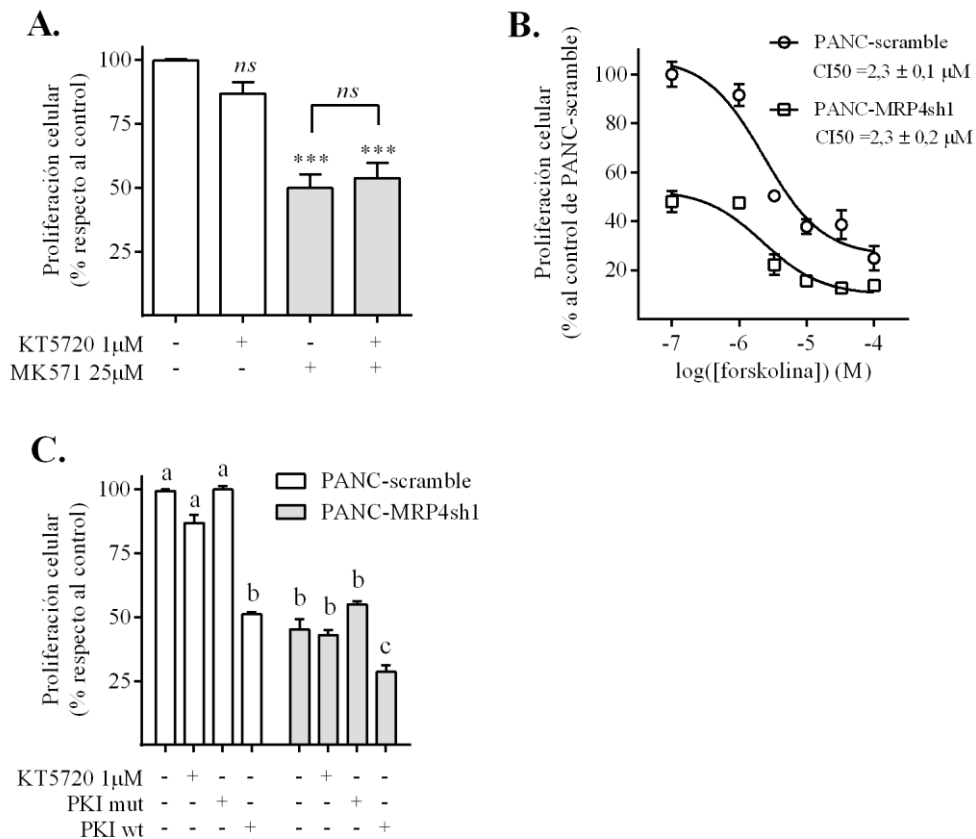 A.
Proliferación celular
(% respecto al control)
100
75
50
25
ns
***
ns
***
KT5720 1μM - + - +
MK571 25μM - - + +
B.
Proliferación celular
(% al control de PANC-scramble)
100
80
60
40
20
-7 -6 -5 -4
log([forskolina]) (M)
PANC-scramble
CI50 =2,3 ± 0,1 μM
PANC-MRP4sh1
CI50 =2,3 ± 0,2 μM
C.
Proliferación celular
(% respecto al control)
100
75
50
25
a a a b b b b c
PANC-scramble
PANC-MRP4sh1
KT5720 1μM - + - - - + - -
PKI mut - - + - - - + -
PKI wt - - - + - - - +